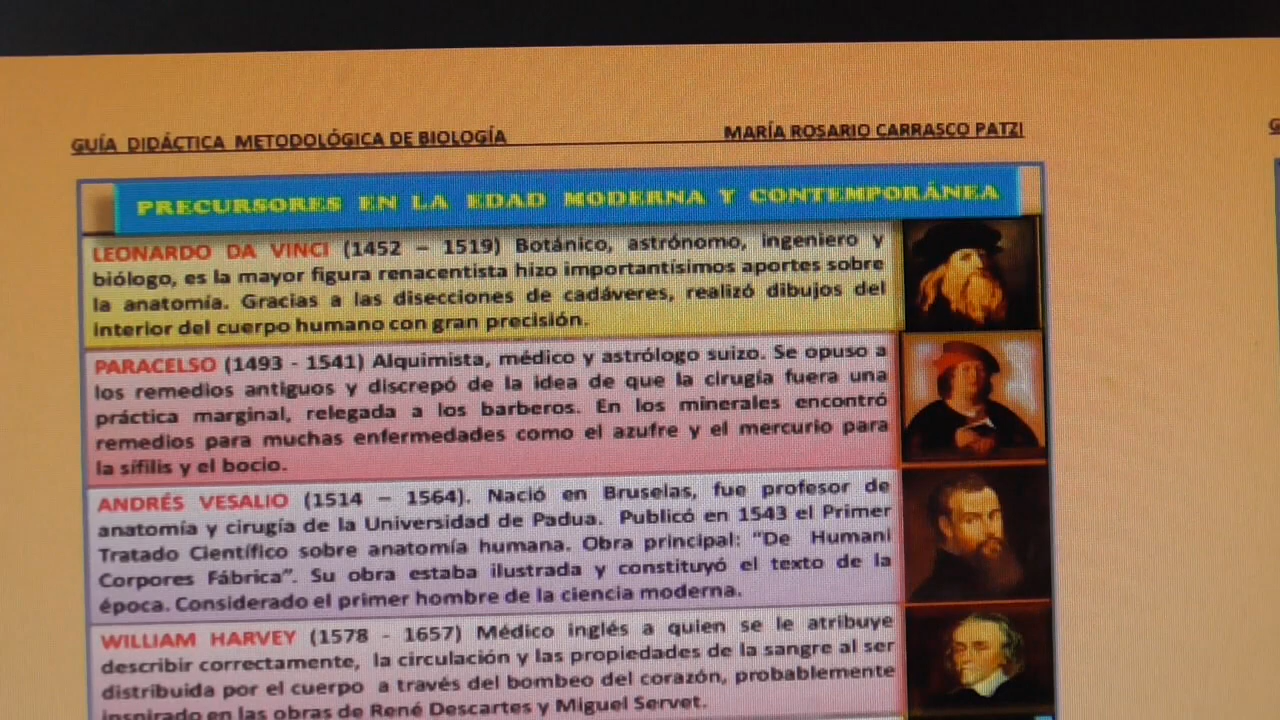 GUÍA DIDÁCTICA METODOLÓGICA DE BIOLOGÍA MARÍA ROSARIO CARRASCO PATZI
PRECURSORES EN LA EDAD MODERNA Y CONTEMPORÁNEA
LEONARDO DA VINCI (1452 – 1519) Botánico, astrónomo, ingeniero y
biólogo, es la mayor figura renacentista hizo importantísimos aportes sobre
la anatomía. Gracias a las disecciones de cadáveres, realizó dibujos del
interior del cuerpo humano con gran precisión.
PARACELSO (1493 - 1541) Alquimista, médico y astrólogo suizo. Se opuso a
los remedios antiguos y discrepó de la idea de que la cirugía fuera una
práctica marginal, relegada a los barberos. En los minerales encontró
remedios para muchas enfermedades como el azufre y el mercurio para
la sífilis y el bocio.
ANDRÉS VESALIO (1514 – 1564). Nació en Bruselas, fue profesor de
anatomía y cirugía de la Universidad de Padua. Publicó en 1543 el Primer
Tratado Científico sobre anatomía humana. Obra principal: "De Humani
Corpores Fábrica". Su obra estaba ilustrada y constituyó el texto de la
época. Considerado el primer hombre de la ciencia moderna.
WILLIAM HARVEY (1578 - 1657) Médico inglés a quien se le atribuye
describir correctamente, la circulación y las propiedades de la sangre al ser
distribuida por el cuerpo a través del bombeo del corazón, probablemente
inspirado en las obras de René Descartes y Miguel Servet.